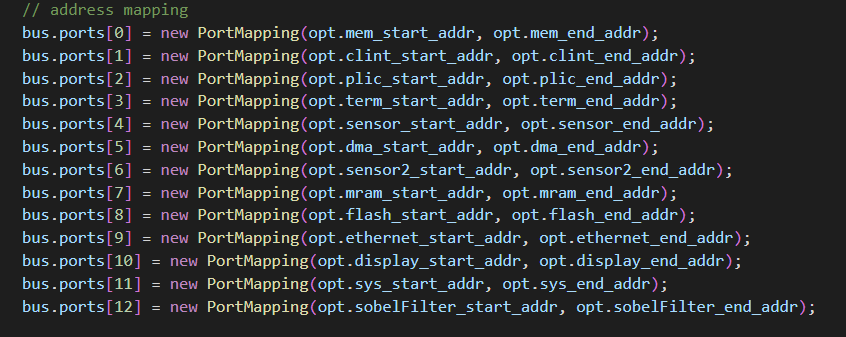 // address mapping
bus.ports[0] = new PortMapping(opt.mem_start_addr, opt.mem_end_addr);
bus.ports[1] = new PortMapping(opt.clint_start_addr, opt.clint_end_addr);
bus.ports[2] = new PortMapping(opt.plic_start_addr, opt.plic_end_addr);
bus.ports[3] = new PortMapping(opt.term_start_addr, opt.term_end_addr);
bus.ports[4] = new PortMapping(opt.sensor_start_addr, opt.sensor_end_addr);
bus.ports[5] = new PortMapping(opt.dma_start_addr, opt.dma_end_addr);
bus.ports[6] = new PortMapping(opt.sensor2_start_addr, opt.sensor2_end_addr);
bus.ports[7] = new PortMapping(opt.mram_start_addr, opt.mram_end_addr);
bus.ports[8] = new PortMapping(opt.flash_start_addr, opt.flash_end_addr);
bus.ports[9] = new PortMapping(opt.ethernet_start_addr, opt.ethernet_end_addr);
bus.ports[10] = new PortMapping(opt.display_start_addr, opt.display_end_addr);
bus.ports[11] = new PortMapping(opt.sys_start_addr, opt.sys_end_addr);
bus.ports[12] = new PortMapping(opt.sobelFilter_start_addr, opt.sobelFilter_end_addr);